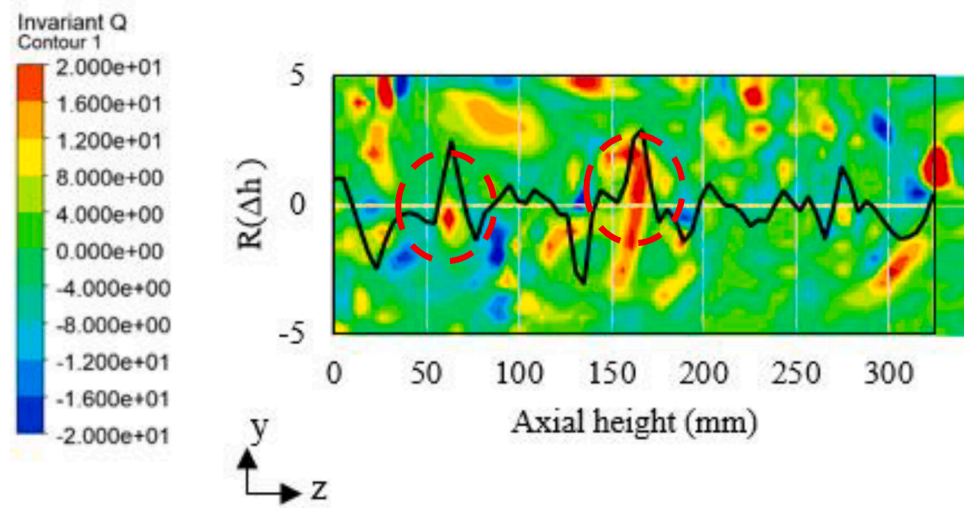 Invariant Q
Contour 1
2.000e+01
1.600e+01
1.200e+01
8.000e+00
4.000e+00
0.000e+00
-4.000e+00
-8.000e+00
-1.200e+01
-1.600e+01
-2.000e+01
R(Δh )
5
0
-5
0 50 100 150 200 250 300
Axial height (mm)
y
z